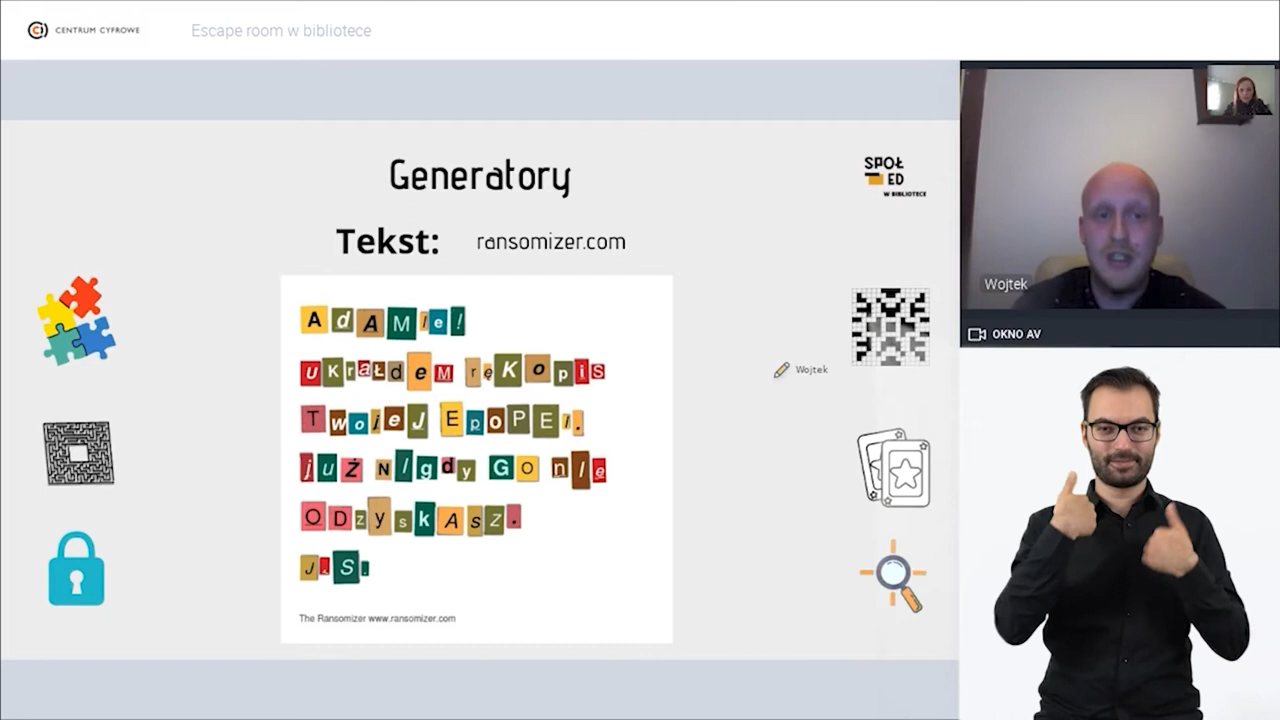 CENTRUM CYFROWE
Escape room w bibliotece
Generatory
SPOŁ
ED
W BIBLIOTECE
Tekst: ransomizer.com
AdAMie!
uKrałdeM ręKopis
TwojeJ EpoPEi.
już NIgdy GO nIe
ODzyskAsz.
J.S.
The Ransomizer www.ransomizer.com
Wojtek
Wojtek
OKNO AV